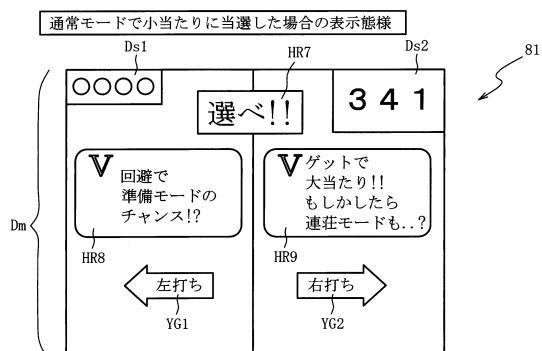 通常モードで小当たりに当選した場合の表示態様
Ds1
HR7
Ds2
81
選べ!!
341
Dm
V 回避で
準備モードの
チャンス!?
V ゲットで
大当たり!!
もしかしたら
連荘モードも..?
HR8
HR9
左打ち
右打ち
YG1
YG2